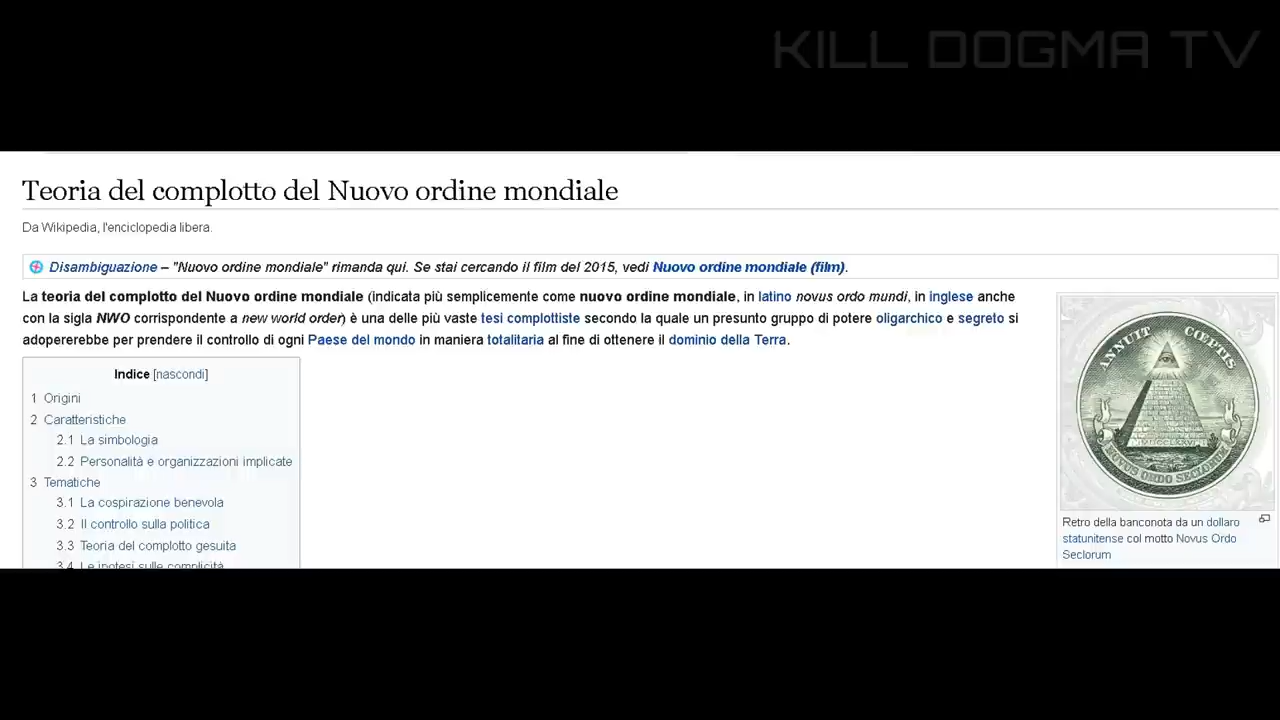 KILL DOGMA TV
Teoria del complotto del Nuovo ordine mondiale
Da Wikipedia, l'enciclopedia libera.
Disambiguazione – "Nuovo ordine mondiale" rimanda qui. Se stai cercando il film del 2015, vedi Nuovo ordine mondiale (film).
La teoria del complotto del Nuovo ordine mondiale (indicata più semplicemente come nuovo ordine mondiale, in latino novus ordo mundi, in inglese anche
con la sigla NWO corrispondente a new world order) è una delle più vaste tesi complottiste secondo la quale un presunto gruppo di potere oligarchico e segreto si
adopererebbe per prendere il controllo di ogni Paese del mondo in maniera totalitaria al fine di ottenere il dominio della Terra.
Indice [nascondi]
1 Origini
2 Caratteristiche
2.1 La simbologia
2.2 Personalità e organizzazioni implicate
3 Tematiche
3.1 La cospirazione benevola
3.2 Il controllo sulla politica
3.3 Teoria del complotto gesuita
3.4 Le ipotesi sulle complicità
ANNUIT CŒPTIS
MDCCLXXVI
NOVUS ORDO SECLORUM
Retro della banconota da un dollaro
statunitense col motto Novus Ordo
Seclorum